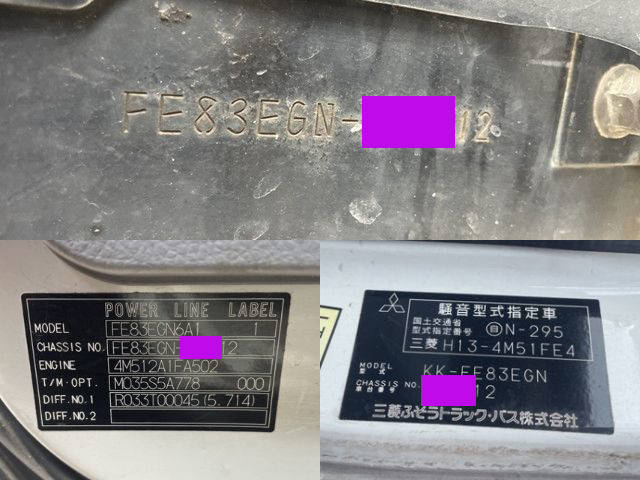 FE83EGN-12
POWER LINE LABEL
MODEL FE83EGN6A1 1
CHASSIS NO. FE83EGN 12
ENGINE 4M512A1FA502
T/M·OPT. M035S5A778 000
DIFF.NO.1 R033T00045(5.714)
DIFF.NO.2
騒音型式指定車
国土交通省
型式指定番号 自N-295
三菱 H13-4M51FE4
MODEL
型式 KK-FE83EGN
CHASSIS NO.
車台番号 12
三菱ふそうトラック・バス株式会社